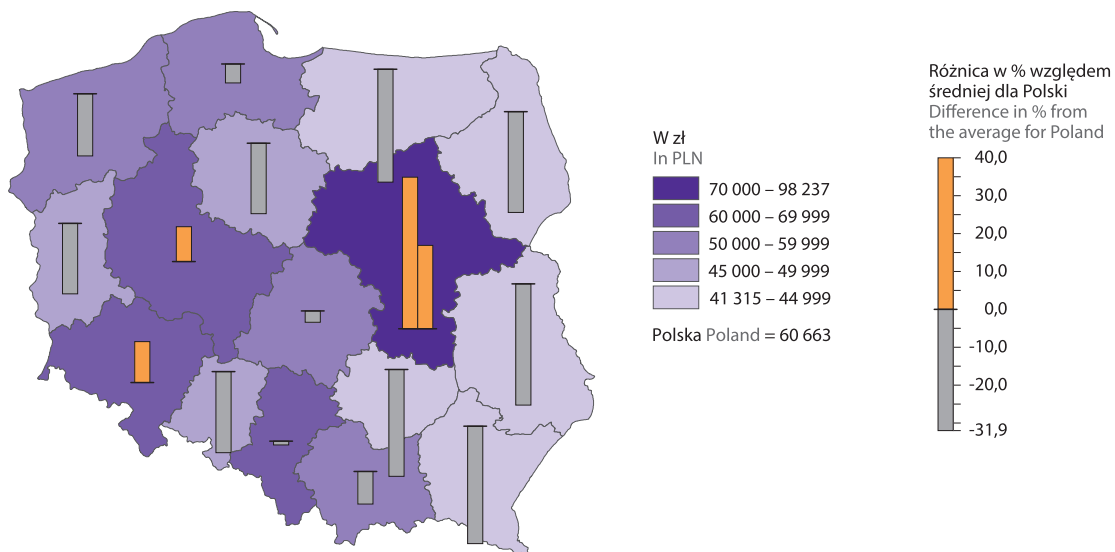 W zł
In PLN
70 000 – 98 237
60 000 – 69 999
50 000 – 59 999
45 000 – 49 999
41 315 – 44 999
Polska Poland = 60 663
Różnica w % względem
średniej dla Polski
Difference in % from
the average for Poland
40,0
30,0
20,0
10,0
0,0
-10,0
-20,0
-31,9